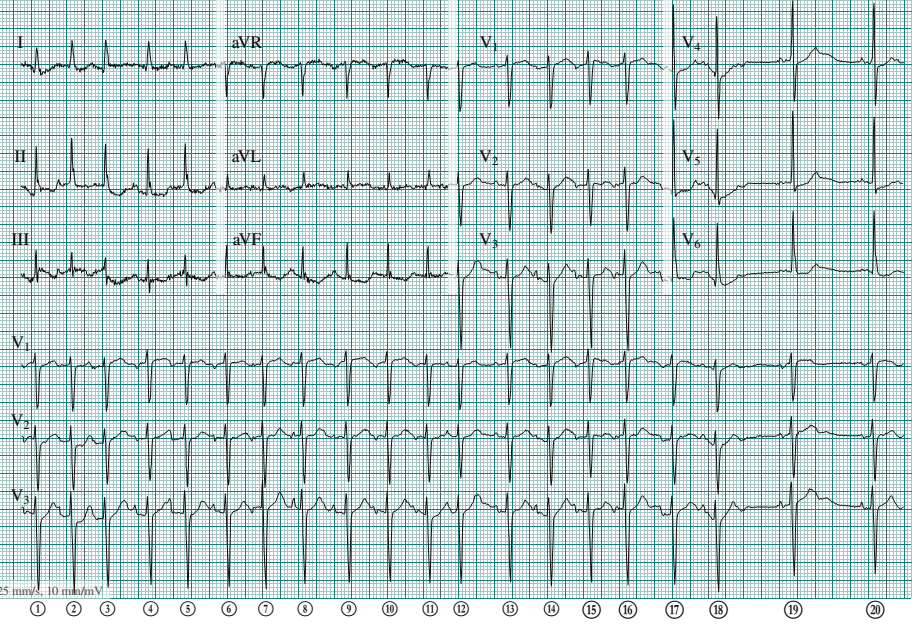 I aVR V1 V4
II aVL V2 V5
III aVF V3 V6
V1
V2
V3
25 mm/s, 10 mm/mV
1 2 3 4 5 6 7 8 9 10 11 12 13 14 15 16 17 18 19 20